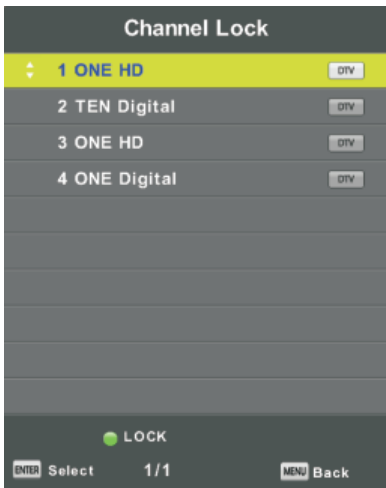 Channel Lock
1 ONE HD DTV
2 TEN Digital DTV
3 ONE HD DTV
4 ONE Digital DTV
LOCK
ENTER Select 1/1 MENU Back